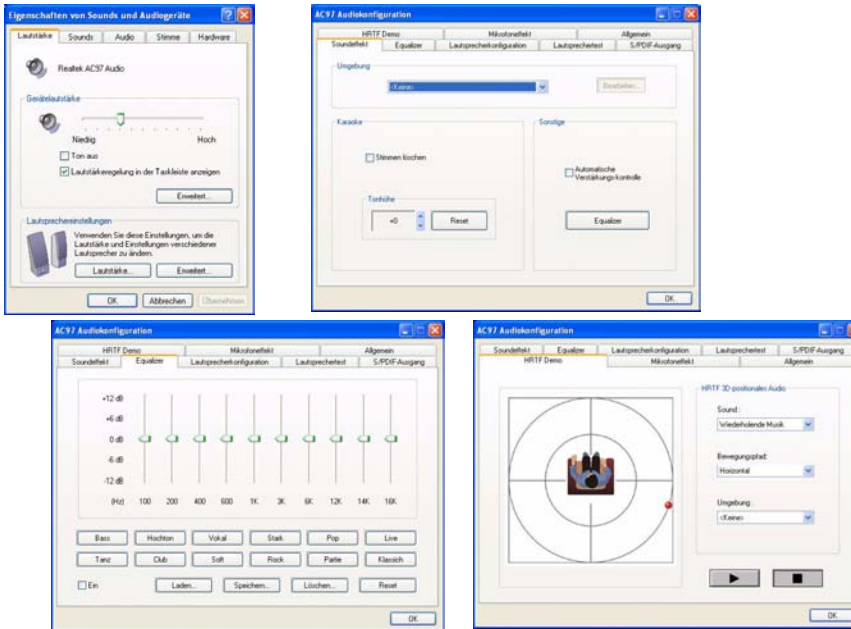 Eigenschaften von Sounds und Audiogeräte
Lautstärke Sounds Audio Stimme Hardware
Realtek AC97 Audio
Gerätelautstärke
Niedrig Hoch
Ton aus
Lautstärkeregelung in der Taskleiste anzeigen
Erweitert...
Lautsprechereinstellungen
Verwenden Sie diese Einstellungen, um die
Lautstärke und Einstellungen verschiedener
Lautsprecher zu ändern.
Lautstärke... Erweitert...
OK Abbrechen Übernehmen
AC97 Audiokonfiguration
HRTF Demo Mikrofoneffekt Allgemein
Soundeffekt Equalizer Lautsprecherkonfiguration Lautsprechertest S/PDIF-Ausgang
Umgebung
<Keine> Bearbeiten...
Karaoke Sonstige
Stimmen löschen
Automatische
Verstärkungs-kontrolle
Tonhöhe
+0 Reset Equalizer
OK
AC97 Audiokonfiguration
HRTF Demo Mikrofoneffekt Allgemein
Soundeffekt Equalizer Lautsprecherkonfiguration Lautsprechertest S/PDIF-Ausgang
+12 dB
+6 dB
0 dB
-6 dB
-12 dB
(Hz) 100 200 400 600 1K 3K 6K 12K 14K 16K
Bass Hochton Vokal Stark Pop Live
Tanz Club Soft Rock Partie Klassich
Ein Laden... Speichern... Löschen... Reset
OK
AC97 Audiokonfiguration
Soundeffekt Equalizer Lautsprecherkonfiguration Lautsprechertest S/PDIF-Ausgang
HRTF Demo Mikrofoneffekt Allgemein
HRTF 3D-positionales Audio
Sound :
Wiederholende Musik
Bewegungspfad:
Horizontal
Umgebung :
<Keine>
OK